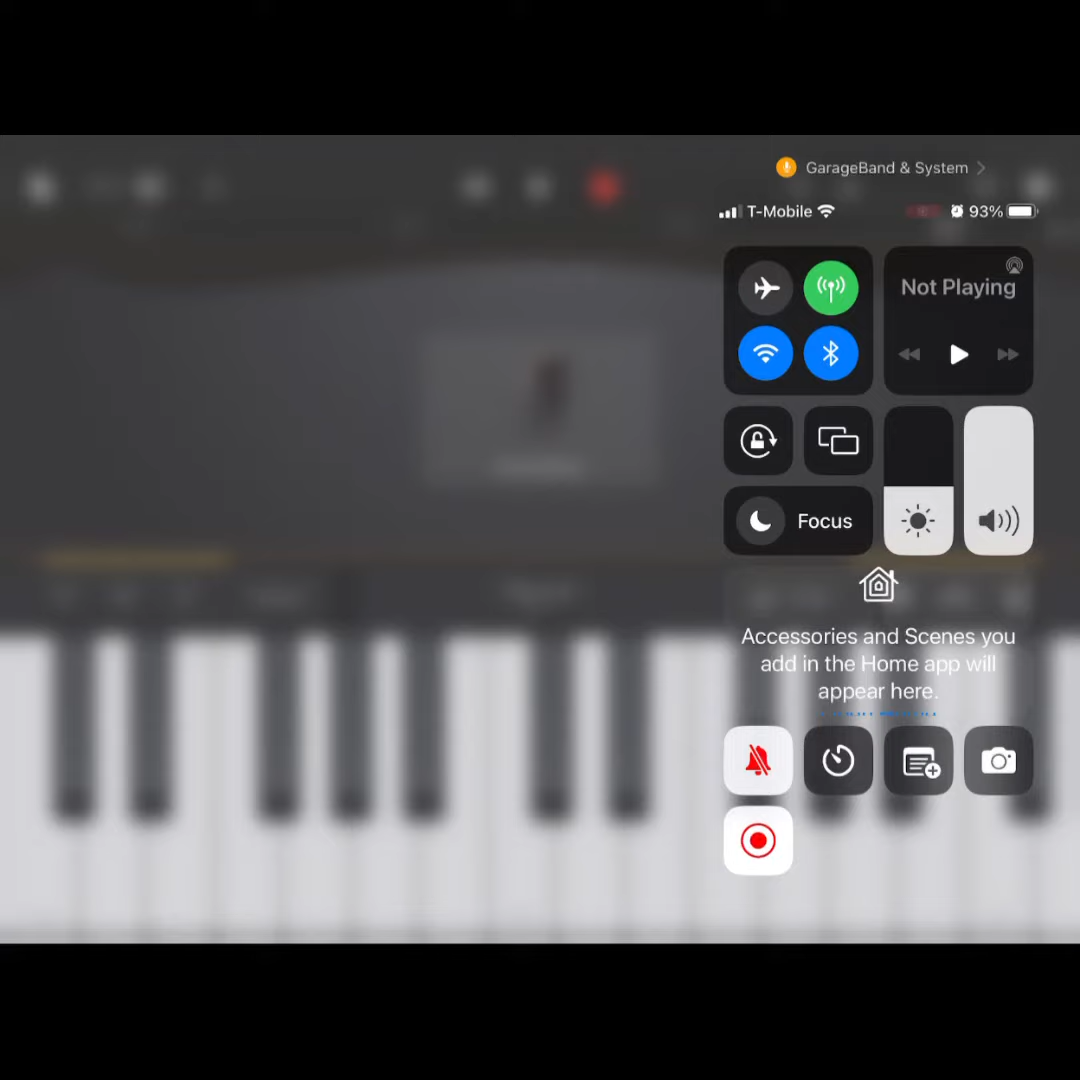 GarageBand & System
T-Mobile
93%
Not Playing
Focus
Accessories and Scenes you
add in the Home app will
appear here.